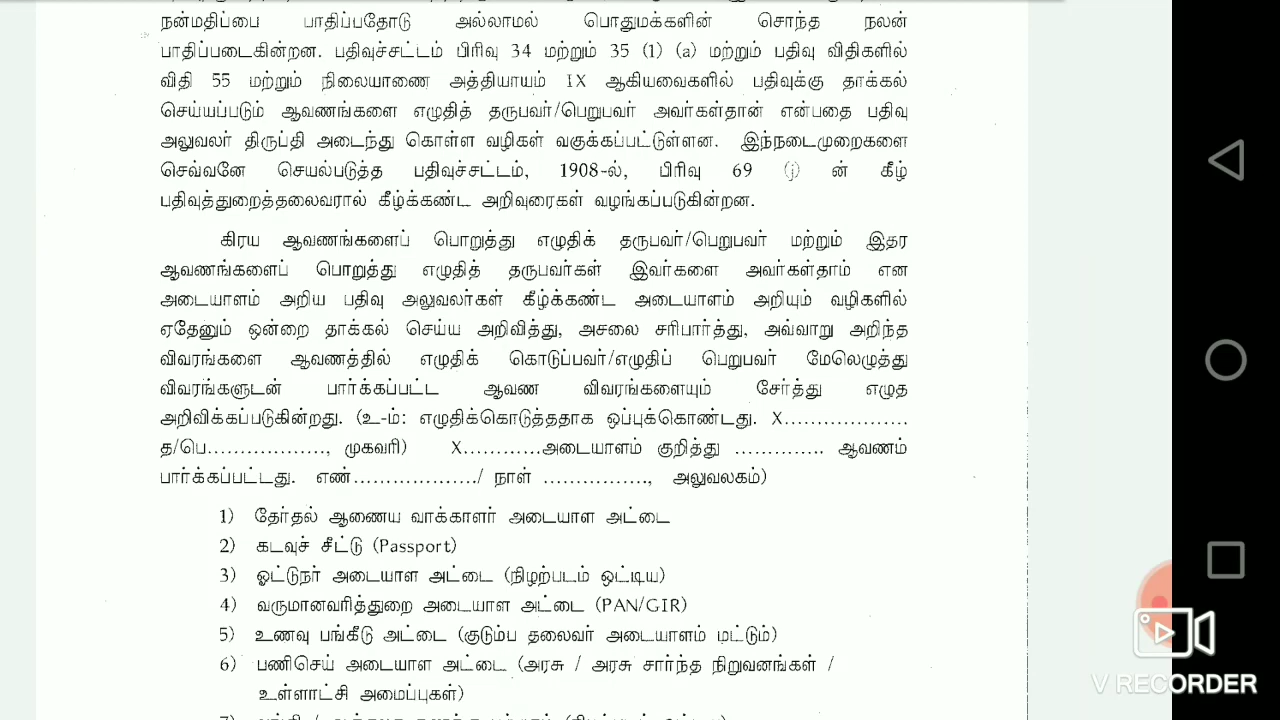 நன்மதிப்பை பாதிப்பதோடு அல்லாமல் பொதுமக்களின் சொந்த நலன்
பாதிப்படைகின்றன. பதிவுச்சட்டம் பிரிவு 34 மற்றும் 35 (1) (a) மற்றும் பதிவு விதிகளில்
விதி 55 மற்றும் நிலையாணை அத்தியாயம் IX ஆகியவைகளில் பதிவுக்கு தாக்கல்
செய்யப்படும் ஆவணங்களை எழுதித் தருபவர்/பெறுபவர் அவர்கள்தான் என்பதை பதிவு
அலுவலர் திருப்தி அடைந்து கொள்ள வழிகள் வகுக்கப்பட்டுள்ளன. இந்நடைமுறைகளை
செவ்வனே செயல்படுத்த பதிவுச்சட்டம், 1908-ல், பிரிவு 69 (j) ன் கீழ்
பதிவுத்துறைத்தலைவரால் கீழ்க்கண்ட அறிவுரைகள் வழங்கப்படுகின்றன.
கிரய ஆவணங்களைப் பொறுத்து எழுதிக் தருபவர்/பெறுபவர் மற்றும் இதர
ஆவணங்களைப் பொறுத்து எழுதித் தருபவர்கள் இவர்களை அவர்கள்தாம் என
அடையாளம் அறிய பதிவு அலுவலர்கள் கீழ்க்கண்ட அடையாளம் அறியும் வழிகளில்
ஏதேனும் ஒன்றை தாக்கல் செய்ய அறிவித்து, அசலை சரிபார்த்து, அவ்வாறு அறிந்த
விவரங்களை ஆவணத்தில் எழுதிக் கொடுப்பவர்/எழுதிப் பெறுபவர் மேலெழுத்து
விவரங்களுடன் பார்க்கப்பட்ட ஆவண விவரங்களையும் சேர்த்து எழுத
அறிவிக்கப்படுகின்றது. (உ-ம்: எழுதிக்கொடுத்ததாக ஒப்புக்கொண்டது. X..................
த/பெ..................., முகவரி) X............அடையாளம் குறித்து .............. ஆவணம்
பார்க்கப்பட்டது. எண்..................../ நாள் ................., அலுவலகம்)
1) தேர்தல் ஆணைய வாக்காளர் அடையாள அட்டை
2) கடவுச் சீட்டு (Passport)
3) ஓட்டுநர் அடையாள அட்டை (நிழற்படம் ஒட்டிய)
4) வருமானவரித்துறை அடையாள அட்டை (PAN/GIR)
5) உணவு பங்கீடு அட்டை (குடும்ப தலைவர் அடையாளம் மட்டும்)
6) பணிசெய் அடையாள அட்டை (அரசு / அரசு சார்ந்த நிறுவனங்கள் /
உள்ளாட்சி அமைப்புகள்)
V RECORDER